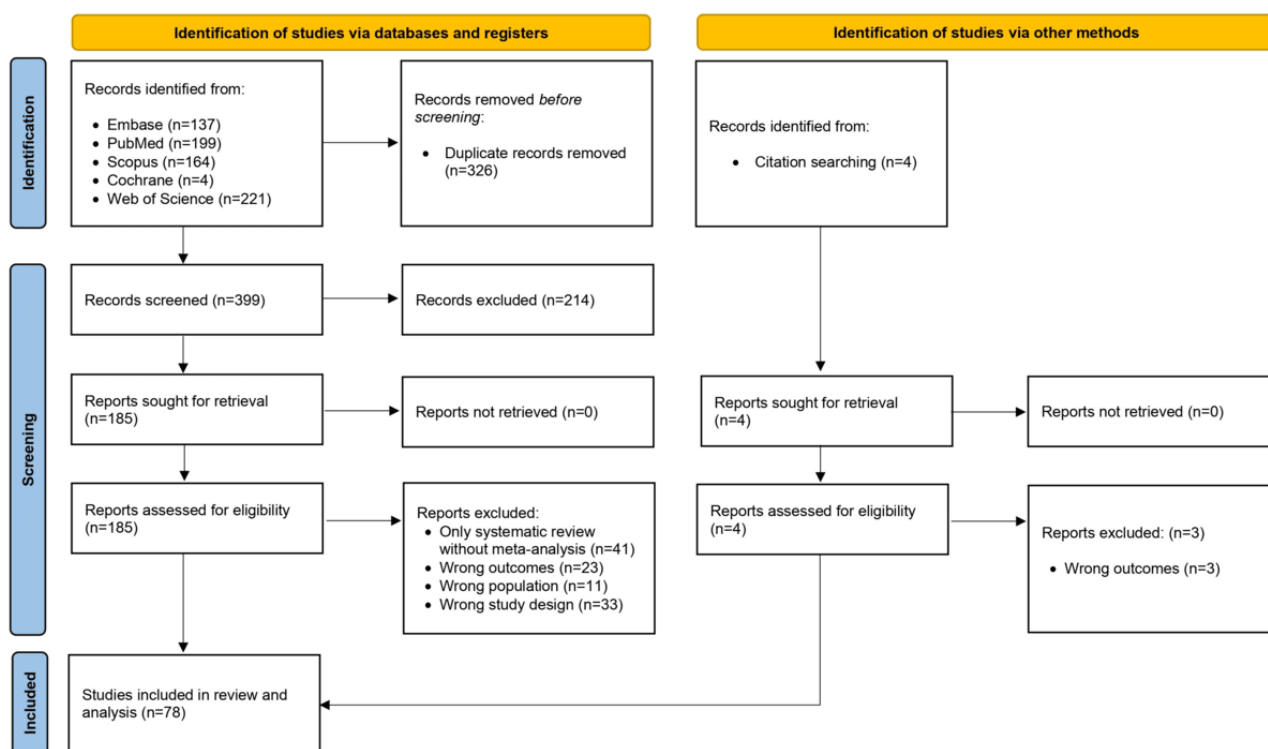 Identification of studies via databases and registers
Identification of studies via other methods
Identification
Records identified from:
• Embase (n=137)
• PubMed (n=199)
• Scopus (n=164)
• Cochrane (n=4)
• Web of Science (n=221)
Records removed before
screening:
• Duplicate records removed
(n=326)
Records identified from:
• Citation searching (n=4)
Screening
Records screened (n=399)
Records excluded (n=214)
Reports sought for retrieval
(n=185)
Reports not retrieved (n=0)
Reports sought for retrieval
(n=4)
Reports not retrieved (n=0)
Reports assessed for eligibility
(n=185)
Reports excluded:
• Only systematic review
without meta-analysis (n=41)
• Wrong outcomes (n=23)
• Wrong population (n=11)
• Wrong study design (n=33)
Reports assessed for eligibility
(n=4)
Reports excluded: (n=3)
• Wrong outcomes (n=3)
Included
Studies included in review and
analysis (n=78)